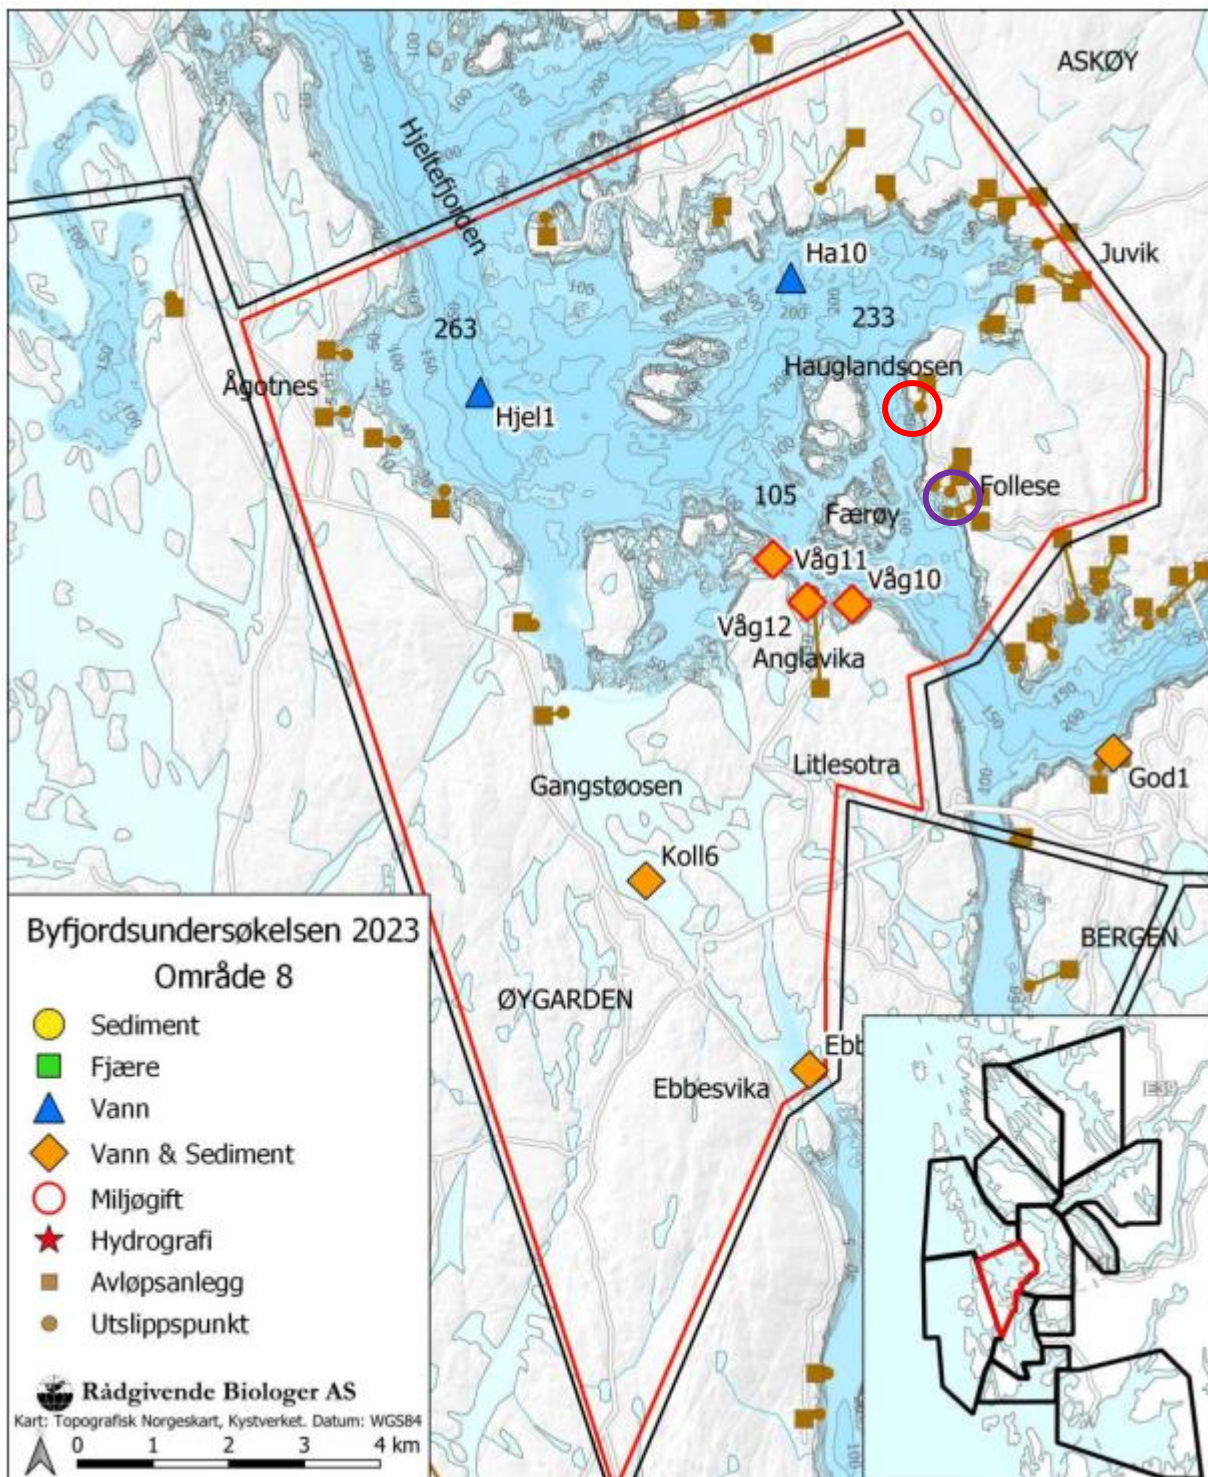 ASKØY
Hjeltefjorden
Ha10
Juvik
263
233
Hauglandsosen
Ågotnes
Hjel1
105
Follese
Færøy
Våg11
Våg10
Våg12
Anglavika
Litlesotra
God1
Gangstøosen
Koll6
BERGEN
ØYGARDEN
Ebb
Ebbesvika
E39
Byfjordsundersøkelsen 2023
Område 8
Sediment
Fjære
Vann
Vann & Sediment
Miljøgift
Hydrografi
Avløpsanlegg
Utslippspunkt
Rådgivende Biologer AS
Kart: Topografisk Norgeskart, Kystverket. Datum: WGS84
0 1 2 3 4 km